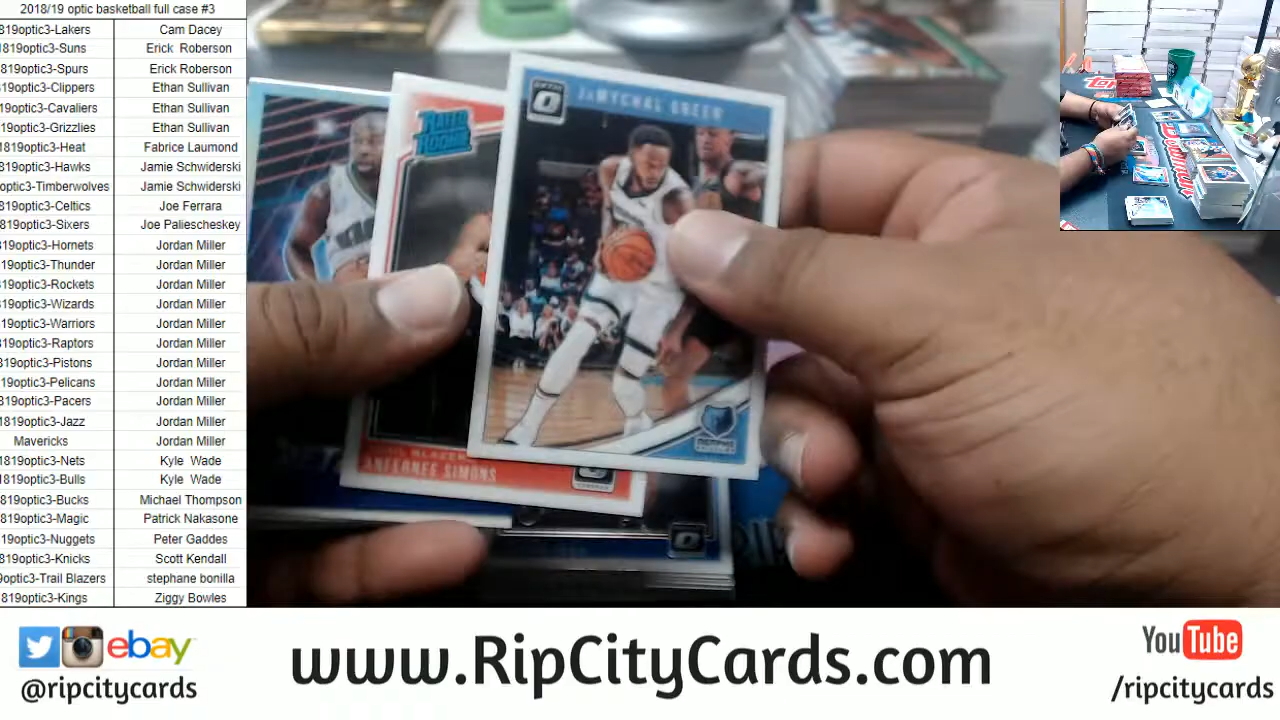 2018/19 optic basketball full case #3
819optic3-Lakers Cam Dacey
1819optic3-Suns Erick Roberson
819optic3-Spurs Erick Roberson
819optic3-Clippers Ethan Sullivan
819optic3-Cavaliers Ethan Sullivan
19optic3-Grizzlies Ethan Sullivan
819optic3-Heat Fabrice Laumond
819optic3-Hawks Jamie Schwiderski
optic3-Timberwolves Jamie Schwiderski
819optic3-Celtics Joe Ferrara
819optic3-Sixers Joe Paliescheskey
19optic3-Hornets Jordan Miller
19optic3-Thunder Jordan Miller
19optic3-Rockets Jordan Miller
19optic3-Wizards Jordan Miller
19optic3-Warriors Jordan Miller
19optic3-Raptors Jordan Miller
19optic3-Pistons Jordan Miller
19optic3-Pelicans Jordan Miller
819optic3-Pacers Jordan Miller
1819optic3-Jazz Jordan Miller
Mavericks Jordan Miller
1819optic3-Nets Kyle Wade
1819optic3-Bulls Kyle Wade
819optic3-Bucks Michael Thompson
819optic3-Magic Patrick Nakasone
19optic3-Nuggets Peter Gaddes
819optic3-Knicks Scott Kendall
optic3-Trail Blazers stephane bonilla
819optic3-Kings Ziggy Bowles
JaMYCHAL GREEN
RATED ROOKIE
MEMPHIS
BLAZER
ANFERNEE SIMONS
ebay
@ripcitycards
www.RipCityCards.com
YouTube
/ripcitycards